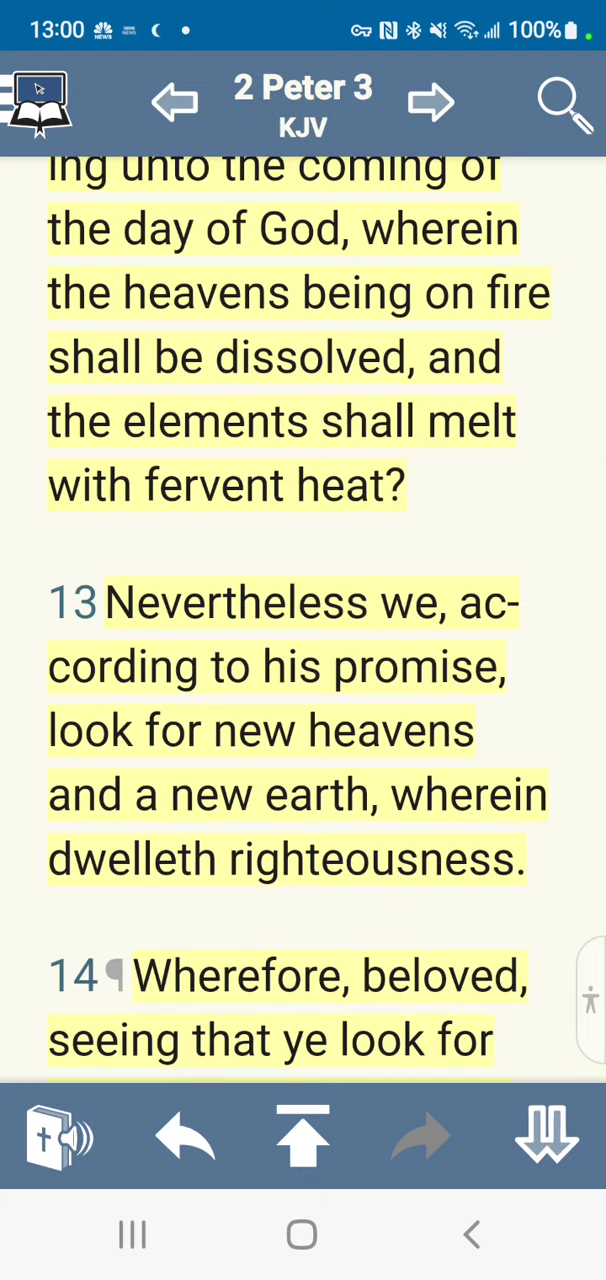 13:00
100%
2 Peter 3
KJV
ing unto the coming of
the day of God, wherein
the heavens being on fire
shall be dissolved, and
the elements shall melt
with fervent heat?
13 Nevertheless we, ac-
cording to his promise,
look for new heavens
and a new earth, wherein
dwelleth righteousness.
14 ¶ Wherefore, beloved,
seeing that ye look for